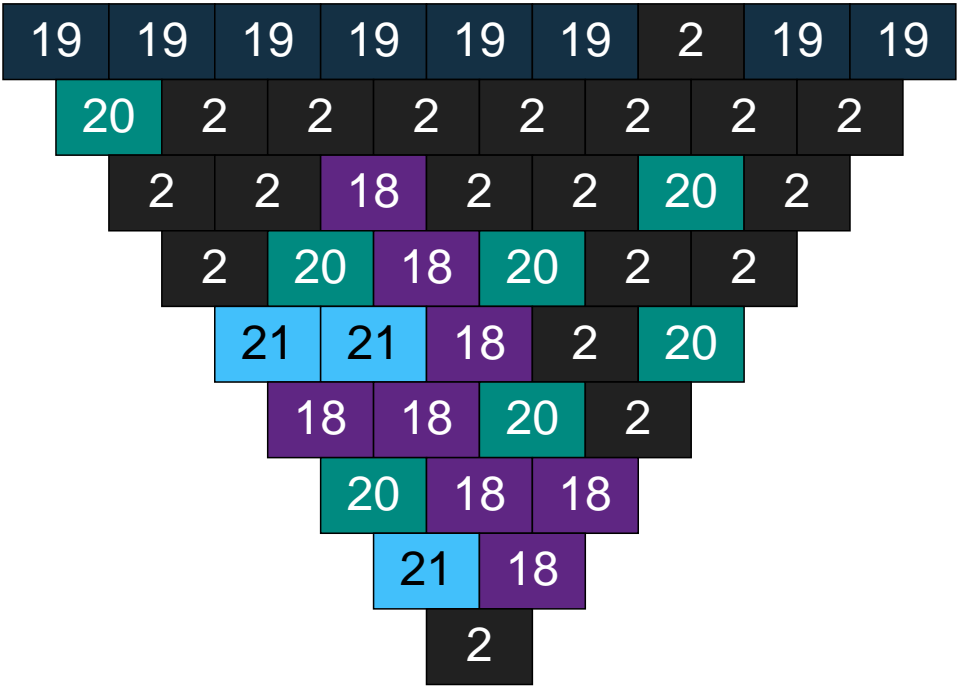 19 19 19 19 19 19 2 19 19
20 2 2 2 2 2 2 2
2 2 18 2 2 20 2
2 20 18 20 2 2
21 21 18 2 20
18 18 20 2
20 18 18
21 18
2